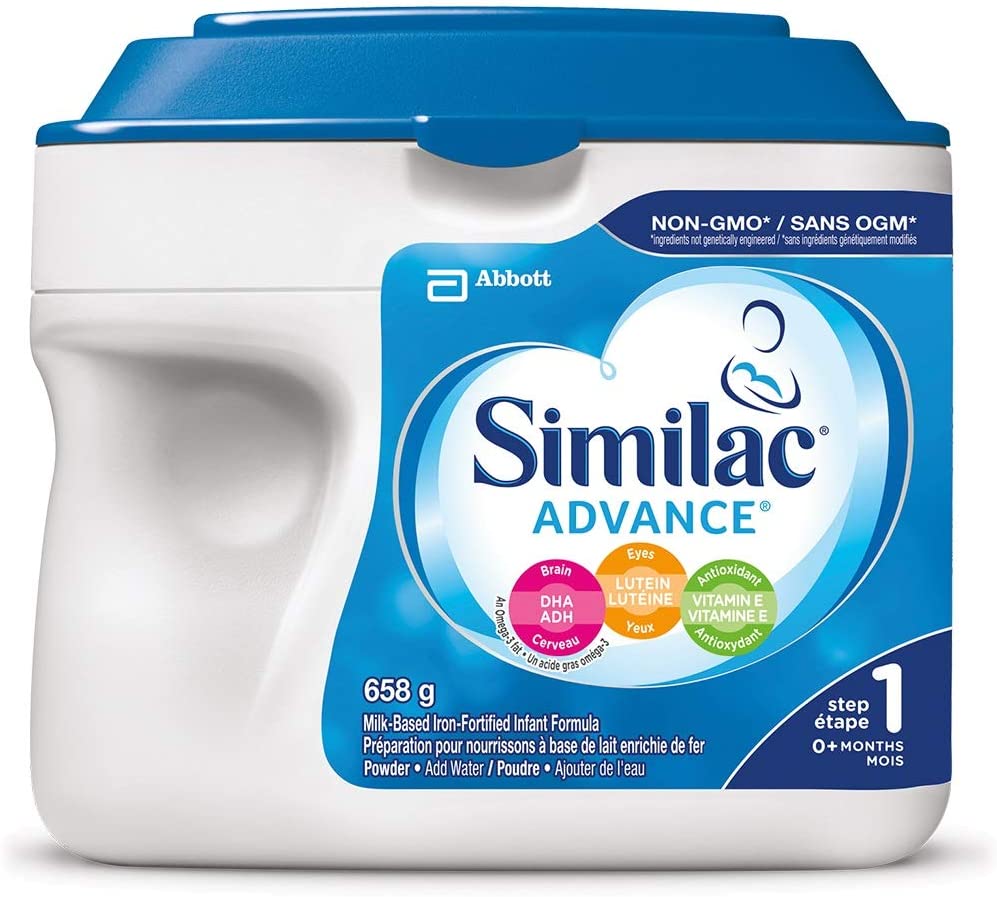 NON-GMO* / SANS OGM*
*ingredients not genetically engineered / *sans ingrédients génétiquement modifiés
Abbott
Similac®
ADVANCE®
Brain
DHA
ADH
Cerveau
An Omega-3 fat • Un acide gras oméga-3
Eyes
LUTEIN
LUTÉINE
Yeux
Antioxidant
VITAMIN E
VITAMINE E
Antioxydant
658 g
Milk-Based Iron-Fortified Infant Formula
Préparation pour nourrissons à base de lait enrichie de fer
Powder • Add Water / Poudre • Ajouter de l'eau
step 1
étape
0+ MONTHS
MOIS